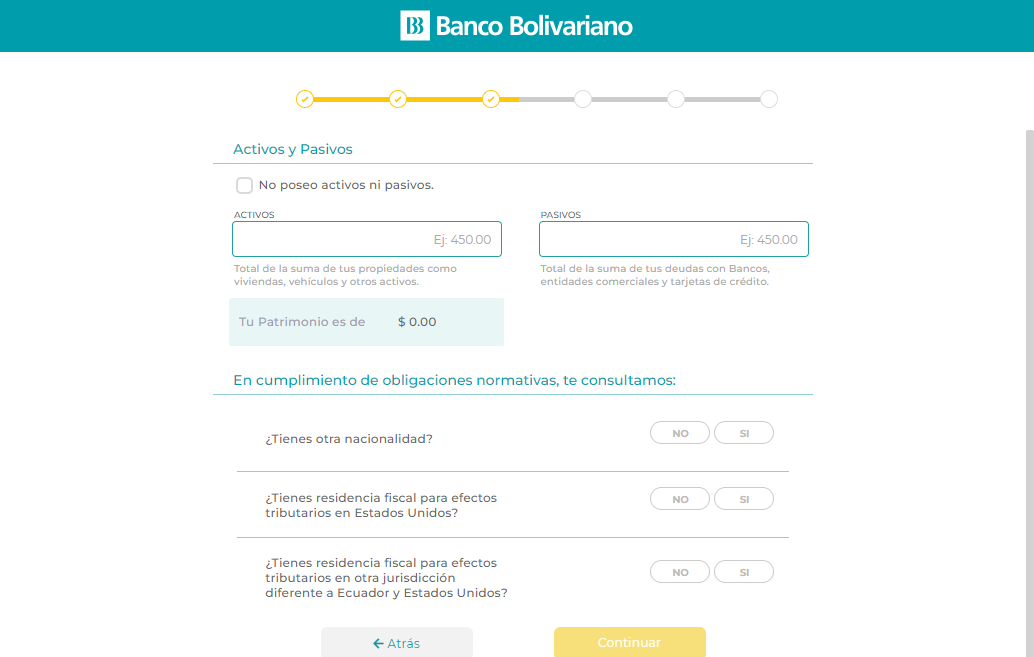 Banco Bolivariano
Activos y Pasivos
No poseo activos ni pasivos.
ACTIVOS
Ej: 450.00
Total de la suma de tus propiedades como
viviendas, vehículos y otros activos.
PASIVOS
Ej: 450.00
Total de la suma de tus deudas con Bancos,
entidades comerciales y tarjetas de crédito.
Tu Patrimonio es de $ 0.00
En cumplimiento de obligaciones normativas, te consultamos:
¿Tienes otra nacionalidad?
NO SI
¿Tienes residencia fiscal para efectos
tributarios en Estados Unidos?
NO SI
¿Tienes residencia fiscal para efectos
tributarios en otra jurisdicción
diferente a Ecuador y Estados Unidos?
NO SI
Atrás
Continuar